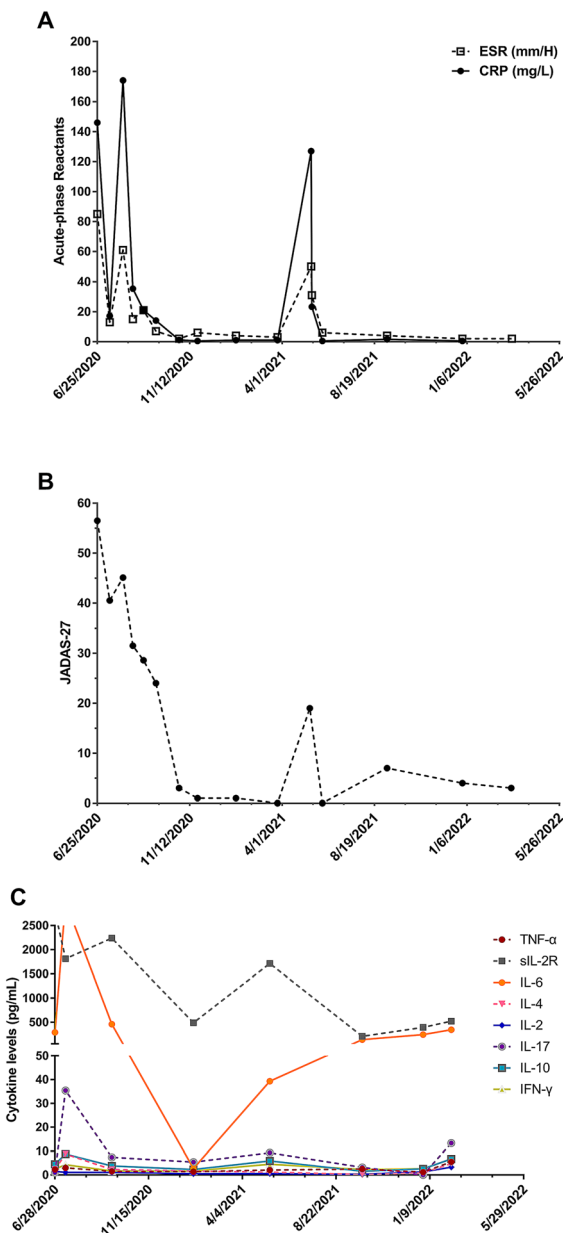 A
ESR (mm/H)
CRP (mg/L)
Acute-phase Reactants
200
180
160
140
120
100
80
60
40
20
0
6/25/2020
11/12/2020
4/1/2021
8/19/2021
1/6/2022
5/26/2022
B
JADAS-27
60
50
40
30
20
10
0
6/25/2020
11/12/2020
4/1/2021
8/19/2021
1/6/2022
5/26/2022
C
Cytokine levels (pg/mL)
2500
2000
1500
1000
500
50
40
30
20
10
0
TNF-α
sIL-2R
IL-6
IL-4
IL-2
IL-17
IL-10
IFN-γ
6/28/2020
11/15/2020
4/4/2021
8/22/2021
1/9/2022
5/29/2022